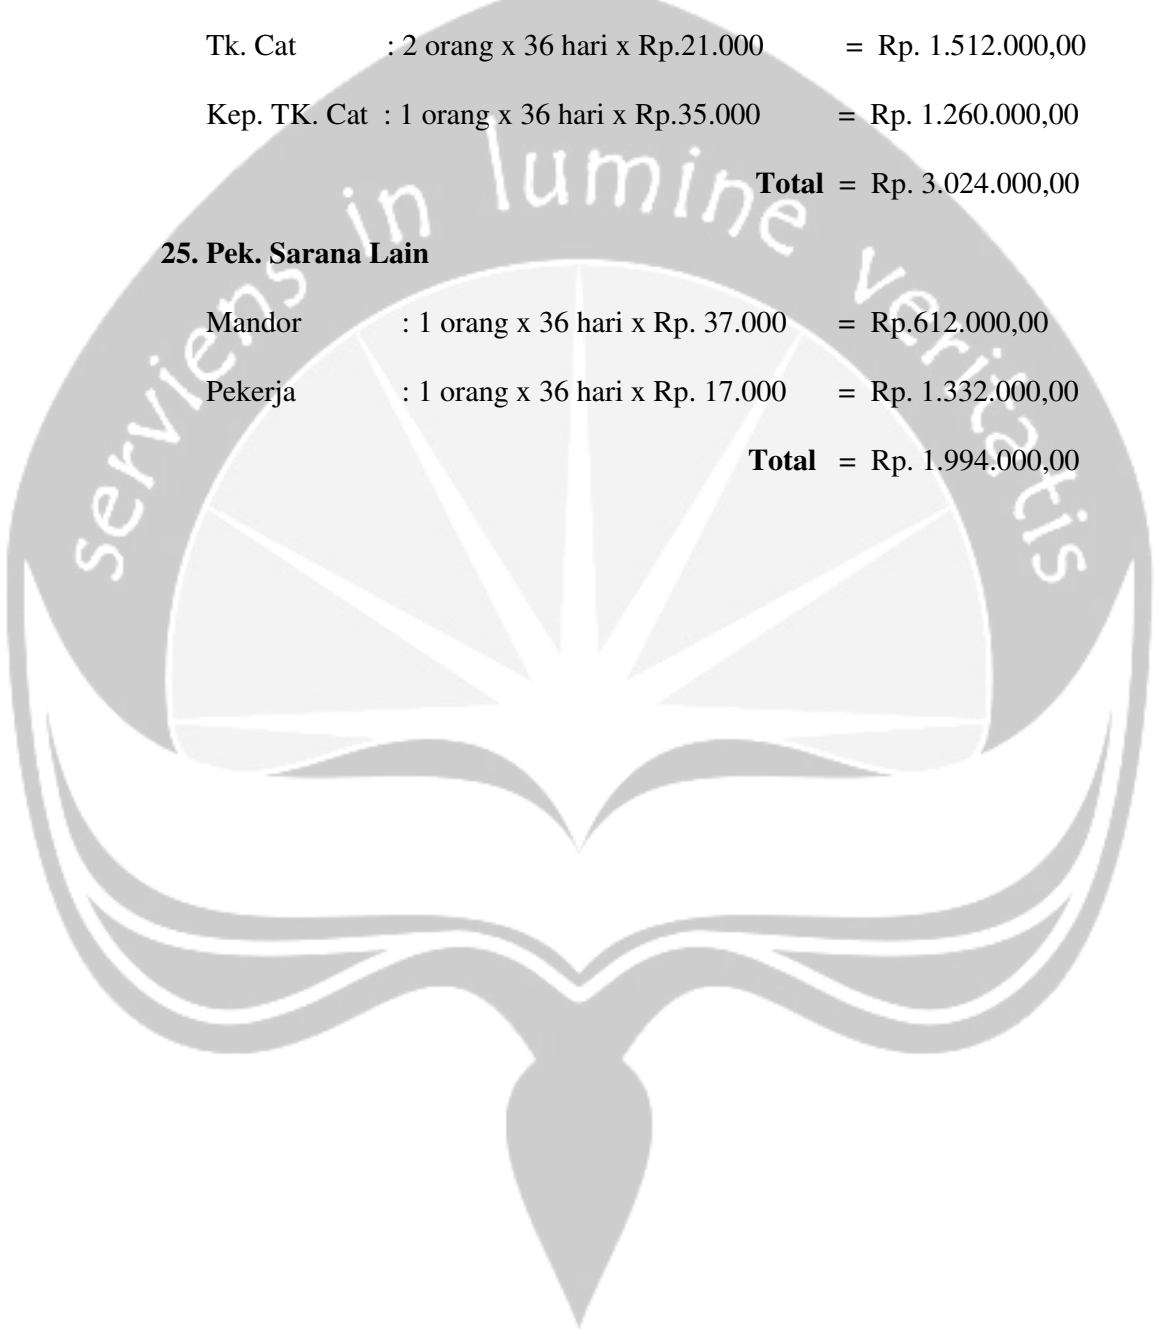 Tk. Cat : 2 orang x 36 hari x Rp.21.000 = Rp. 1.512.000,00
Kep. TK. Cat : 1 orang x 36 hari x Rp.35.000 = Rp. 1.260.000,00
Total = Rp. 3.024.000,00
25. Pek. Sarana Lain
Mandor : 1 orang x 36 hari x Rp. 37.000 = Rp.612.000,00
Pekerja : 1 orang x 36 hari x Rp. 17.000 = Rp. 1.332.000,00
Total = Rp. 1.994.000,00
serviens in lumine veritatis